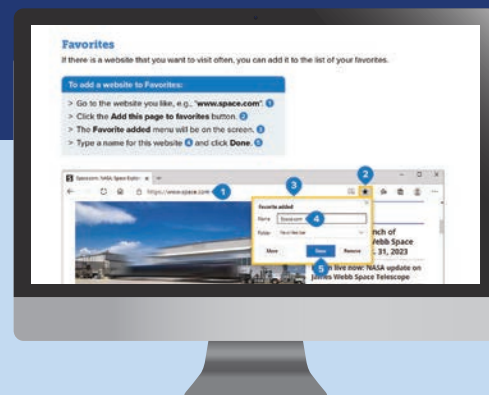 Favorites
If there is a website that you want to visit often, you can add it to the list of your favorites.
To add a website to Favorites:
> Go to the website you like, e.g., "www.space.com". 1
> Click the Add this page to favorites button. 2
> The Favorite added menu will be on the screen. 3
> Type a name for this website 4 and click Done. 5
2
https://www.space.com 1
3
Favorite added
Name Space.com 4
Folder
More Done Remove
5
nch of
Webb Space
c. 31, 2023
live now: NASA update on
James Webb Space Telescope